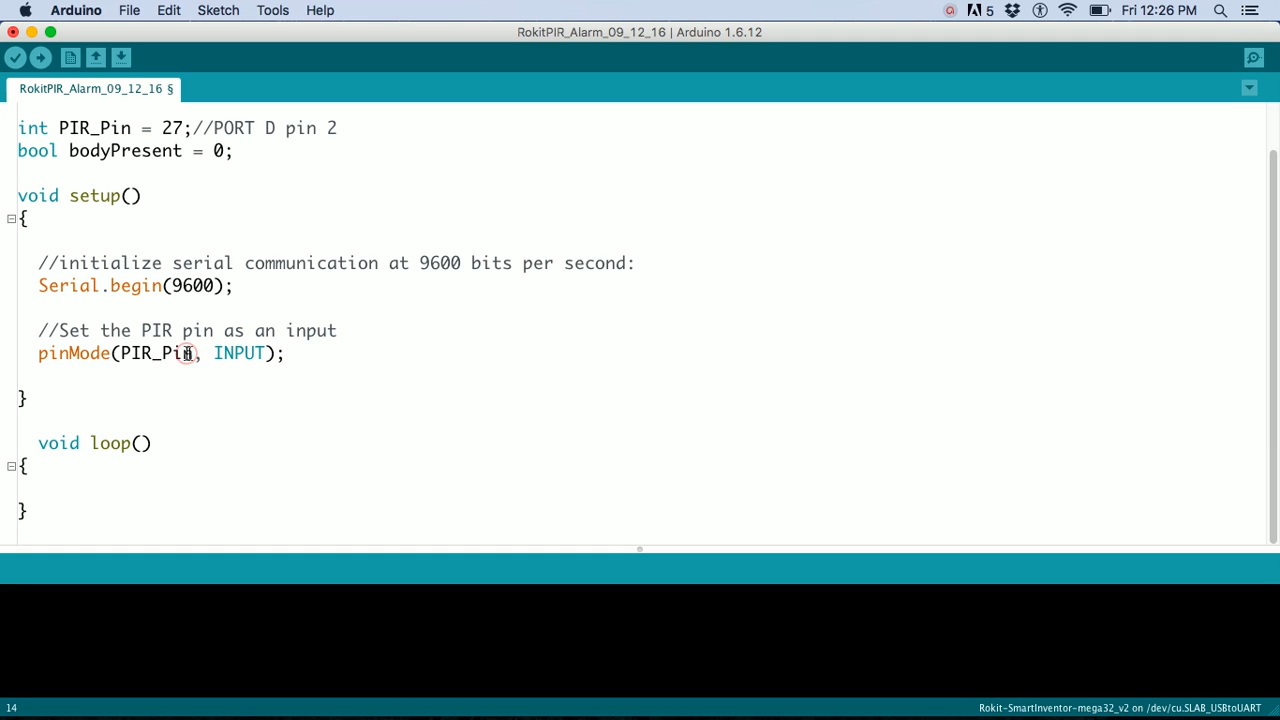 Arduino File Edit Sketch Tools Help 5 Fri 12:26 PM
RokitPIR_Alarm_09_12_16 | Arduino 1.6.12
RokitPIR_Alarm_09_12_16 §
int PIR_Pin = 27;//PORT D pin 2
bool bodyPresent = 0;
void setup()
{
//initialize serial communication at 9600 bits per second:
Serial.begin(9600);
//Set the PIR pin as an input
pinMode(PIR_Pin, INPUT);
}
void loop()
{
}
14 Rokit-SmartInventor-mega32_v2 on /dev/cu.SLAB_USBtoUART